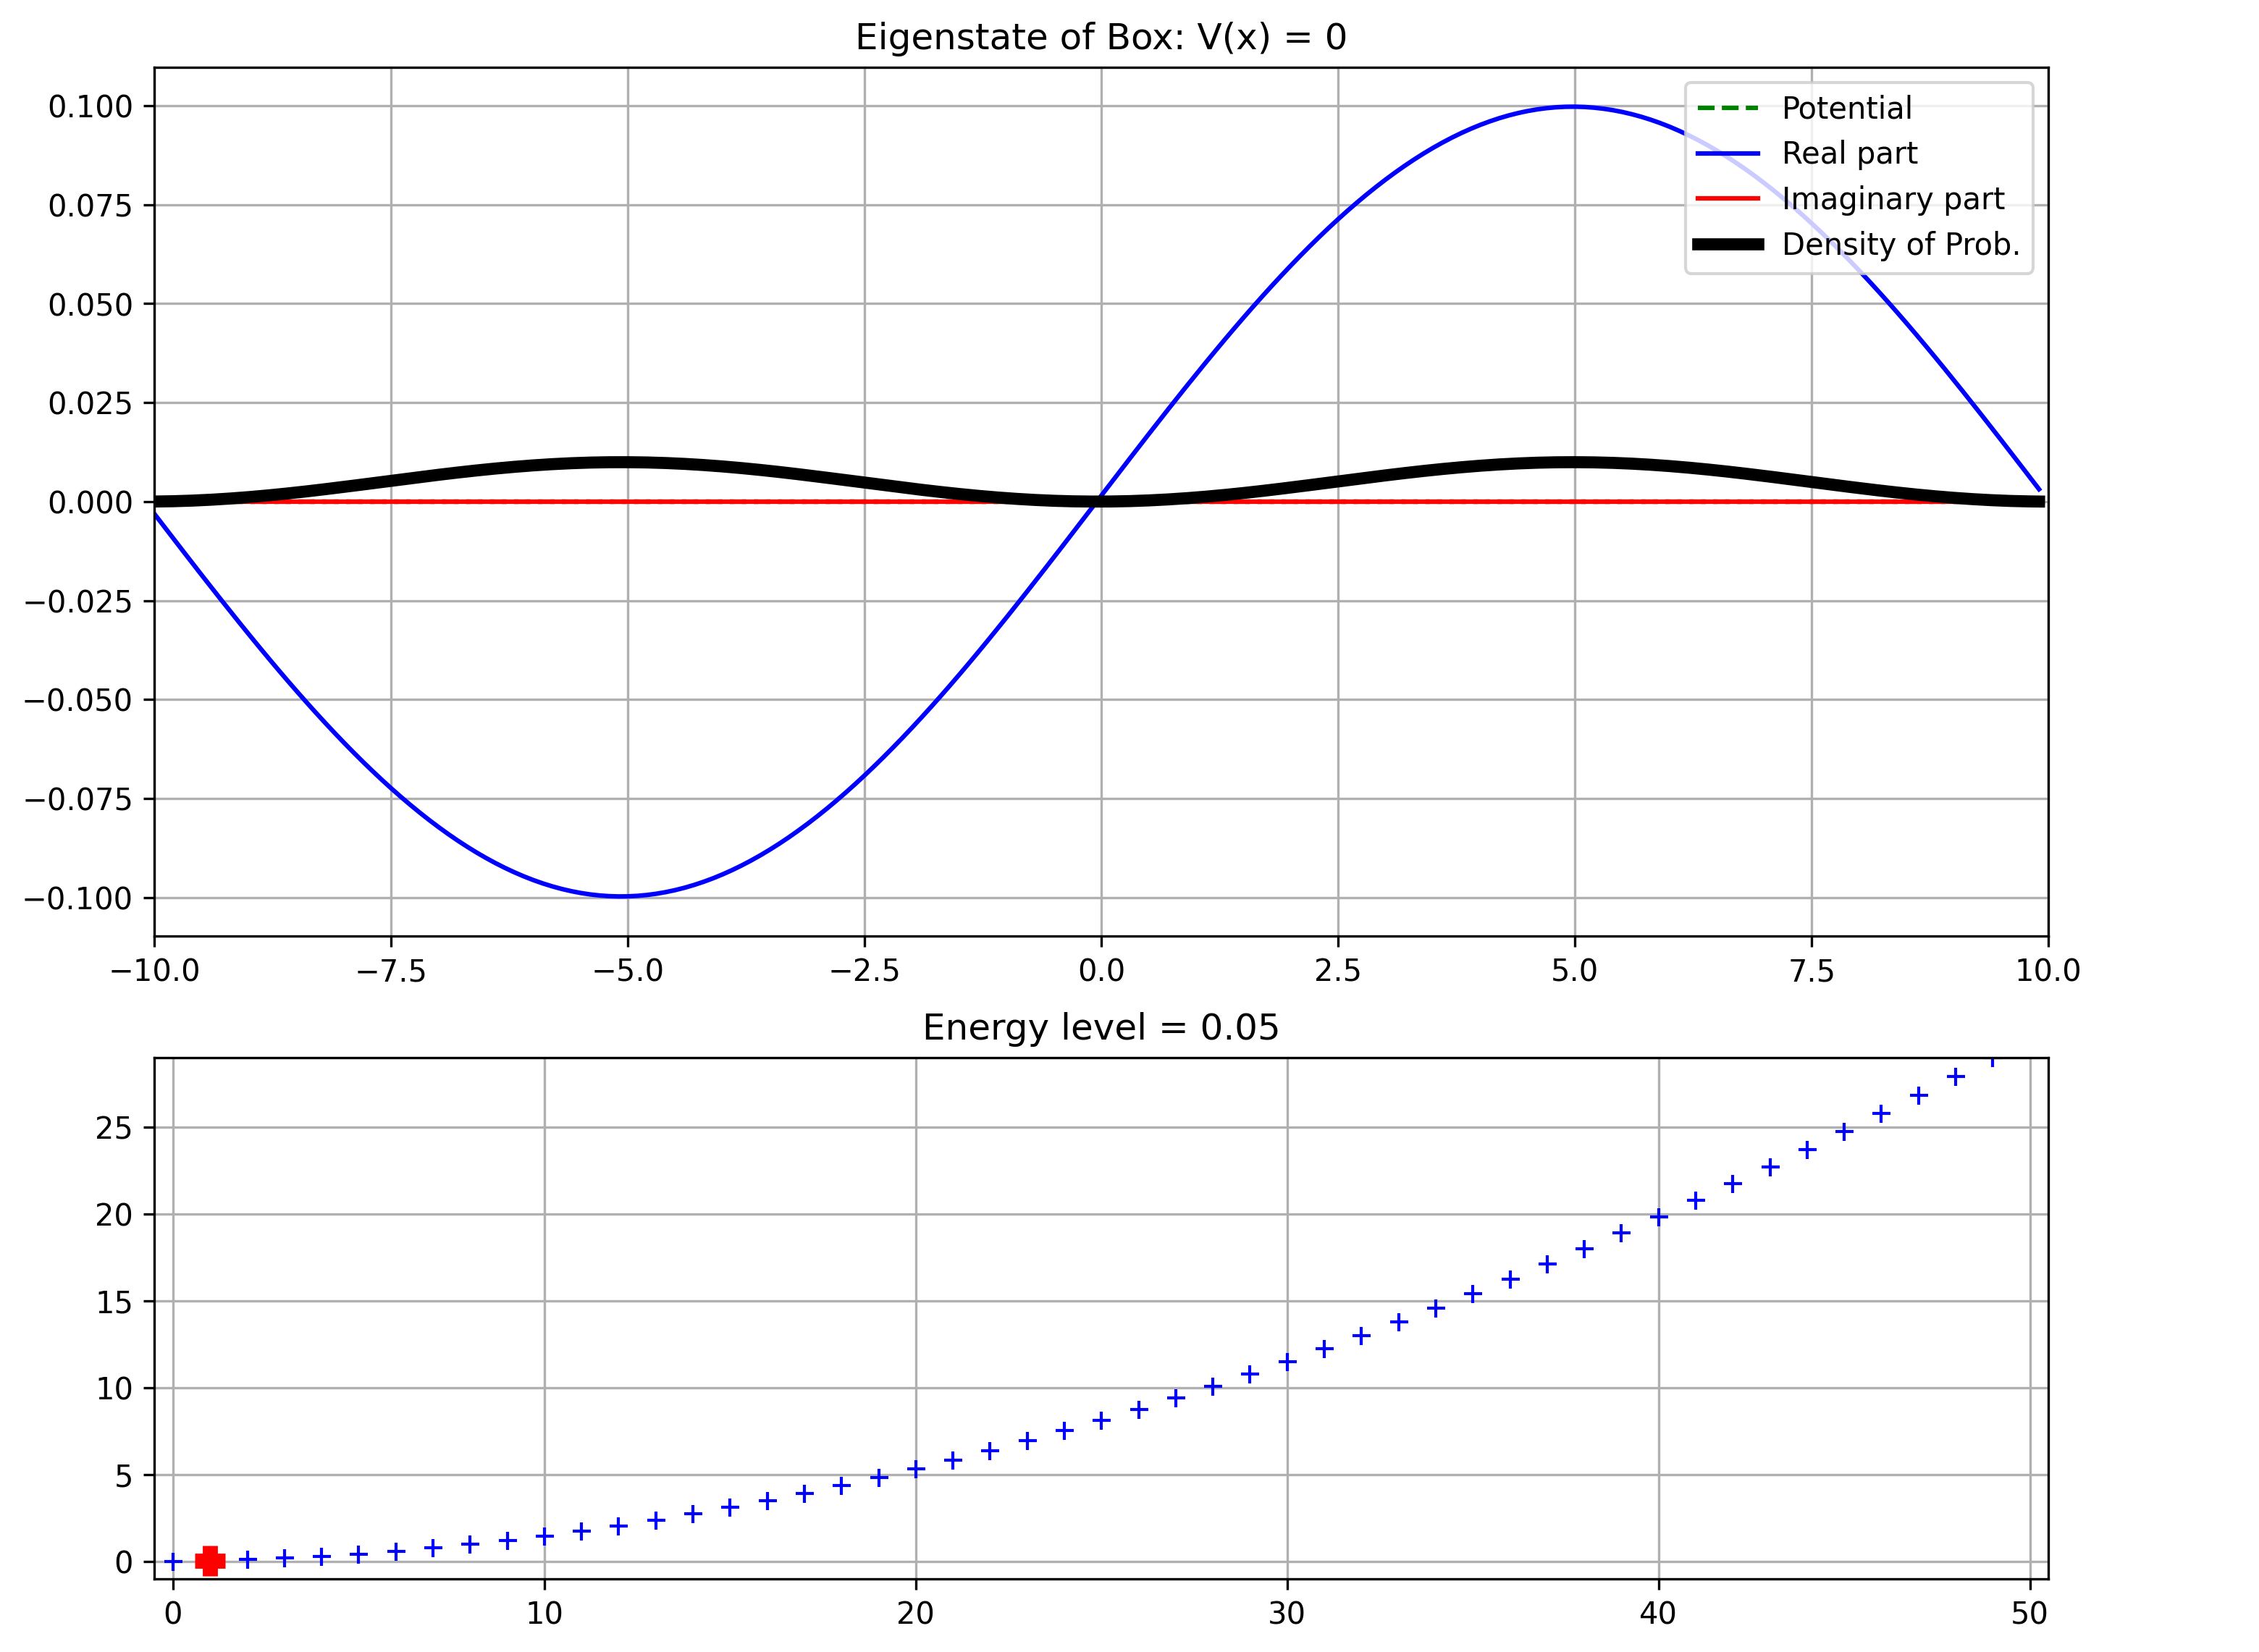 Eigenstate of Box: V(x) = 0
Potential
Real part
Imaginary part
Density of Prob.
0.100
0.075
0.050
0.025
0.000
−0.025
−0.050
−0.075
−0.100
−10.0 −7.5 −5.0 −2.5 0.0 2.5 5.0 7.5 10.0
Energy level = 0.05
25
20
15
10
5
0
0 10 20 30 40 50